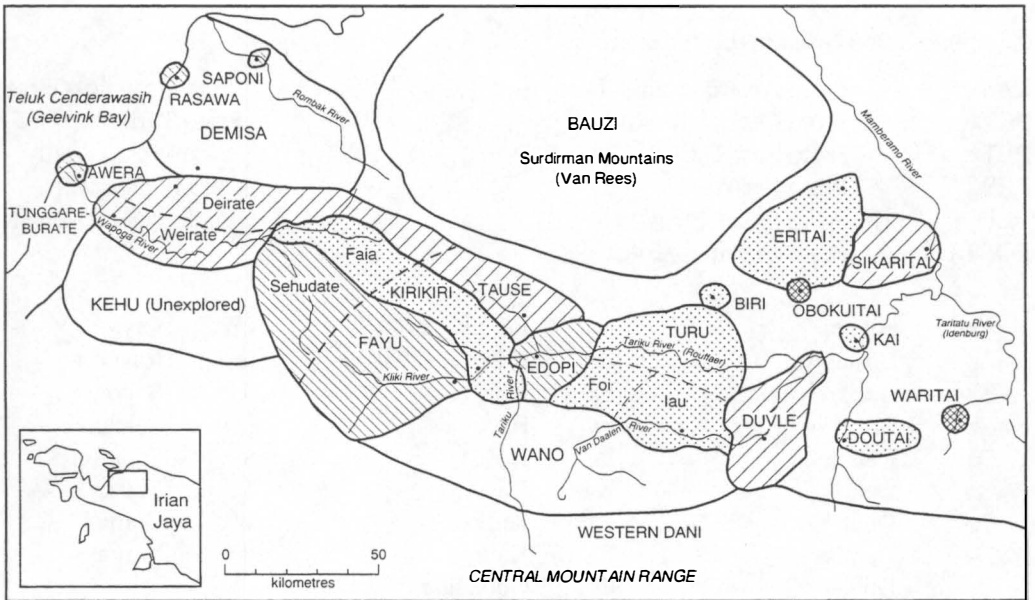 SAPONI
RASAWA
Rombak River
Teluk Cenderawasih
(Geelvink Bay)
DEMISA
BAUZI
Surdirman Mountains
(Van Rees)
Mamberamo River
AWERA
TUNGGARE-
BURATE
Wapoga River
Deirate
Weirate
ERITAI
SIKARITAI
Faia
KEHU (Unexplored)
Sehudate
KIRIKIRI
TAUSE
BIRI
OBOKUITAI
Taritatu River
(Idenburg)
FAYU
TURU
Tariku River (Rouffaer)
KAI
EDOPI
Kliki River
Foi
Iau
WARITAI
Tariku
River
DUVLE
DOUTAI
WANO
Van Daalen River
Irian
Jaya
WESTERN DANI
0 50
kilometres
CENTRAL MOUNTAIN RANGE